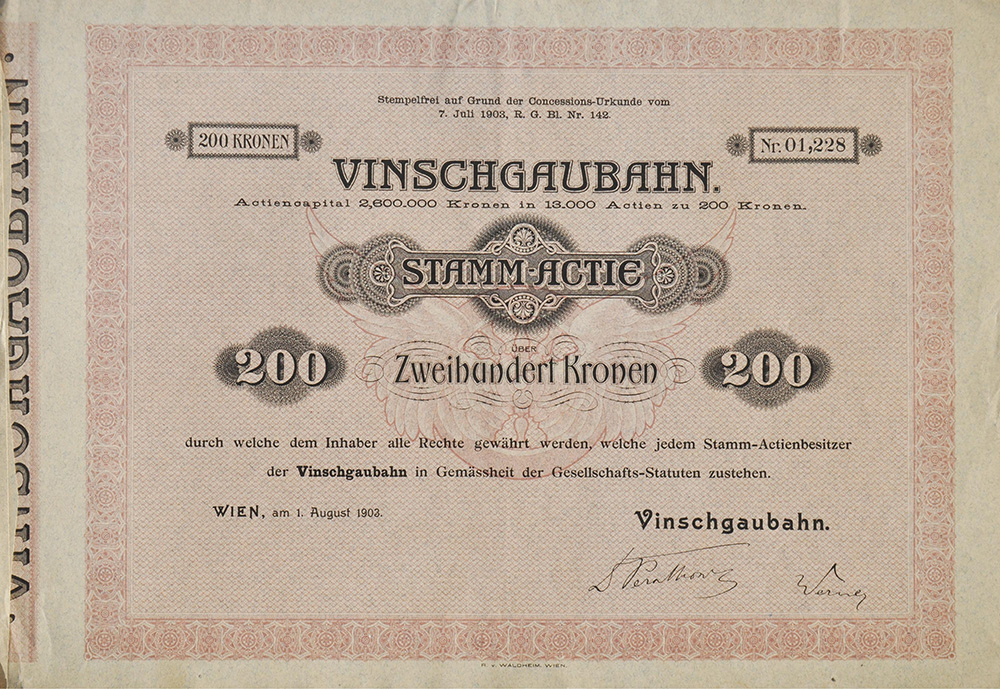 Stempelfrei auf Grund der Concessions-Urkunde vom
7. Juli 1903, R. G. Bl. Nr. 142.
200 KRONEN
Nr. 01,228
VINSCHGAUBAHN.
Actiencapital 2,600.000 Kronen in 13.000 Actien zu 200 Kronen.
STAMM-ACTIE
ÜBER
200 Zweihundert Kronen 200
durch welche dem Inhaber alle Rechte gewährt werden, welche jedem Stamm-Actienbesitzer
der Vinschgaubahn in Gemässheit der Gesellschafts-Statuten zustehen.
WIEN, am 1. August 1903.
Vinschgaubahn.
Werner
R. v. WALDHEIM, WIEN.
VINSCHGAUBAHN.